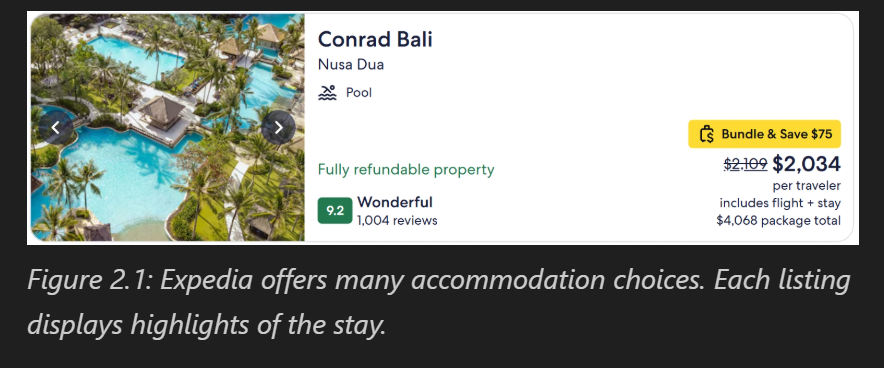 Conrad Bali
Nusa Dua
Pool
Fully refundable property
9.2
Wonderful
1,004 reviews
Bundle & Save $75
$2,109 $2,034
per traveler
includes flight + stay
$4,068 package total
Figure 2.1: Expedia offers many accommodation choices. Each listing
displays highlights of the stay.